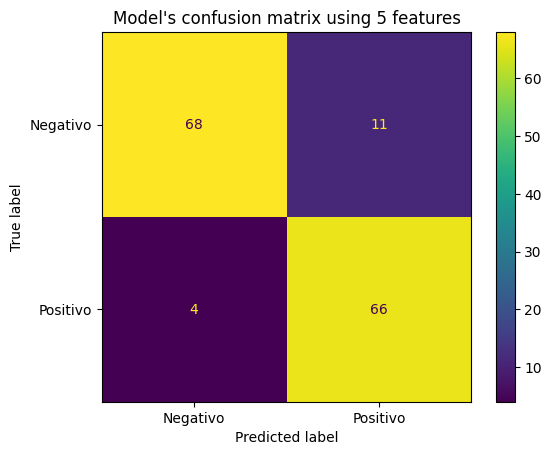 Model's confusion matrix using 5 features
True label
Negativo
68
11
Positivo
4
66
Negativo
Positivo
Predicted label
60
50
40
30
20
10